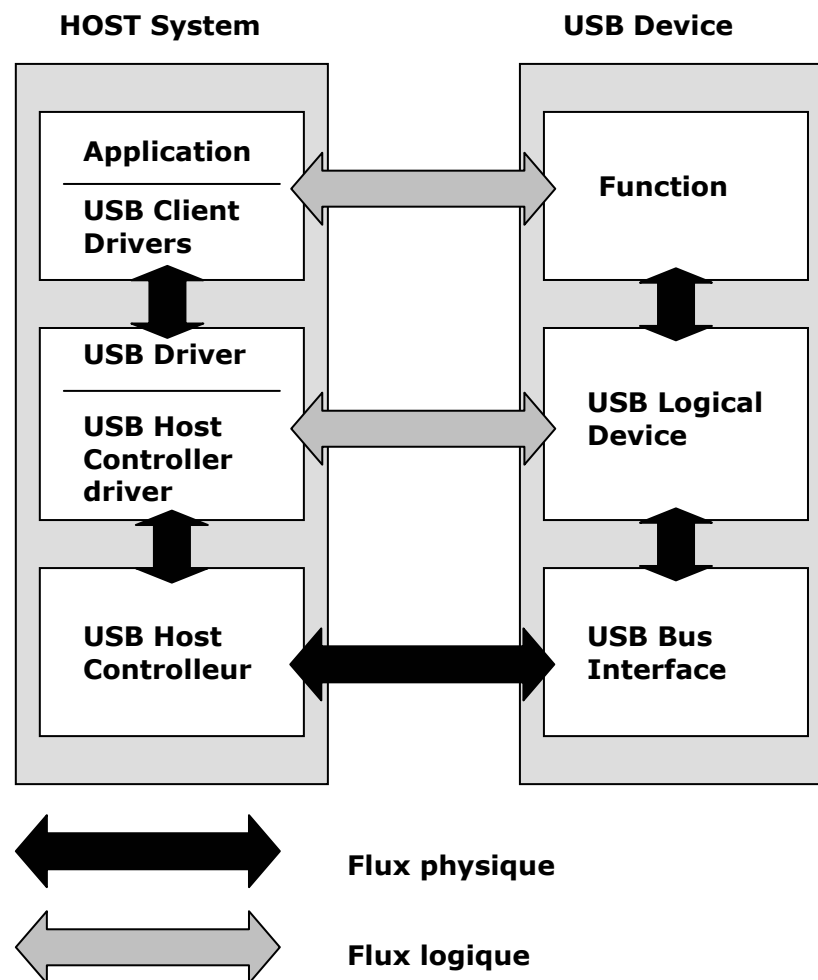 HOST System
USB Device
Application
USB Client
Drivers
Function
USB Driver
USB Host
Controller
driver
USB Logical
Device
USB Host
Controlleur
USB Bus
Interface
Flux physique
Flux logique